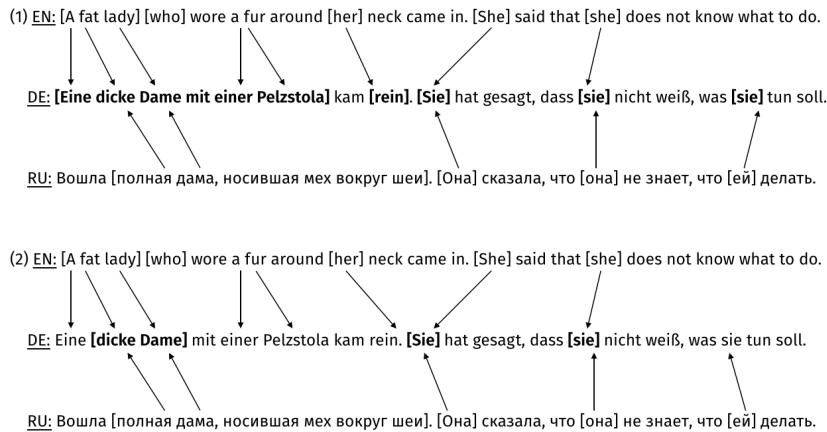 (1) EN: [A fat lady] [who] wore a fur around [her] neck came in. [She] said that [she] does not know what to do.
DE: [Eine dicke Dame mit einer Pelzstola] kam [rein]. [Sie] hat gesagt, dass [sie] nicht weiß, was [sie] tun soll.
RU: Вошла [полная дама, носившая мех вокруг шеи]. [Она] сказала, что [она] не знает, что [ей] делать.
(2) EN: [A fat lady] [who] wore a fur around [her] neck came in. [She] said that [she] does not know what to do.
DE: Eine [dicke Dame] mit einer Pelzstola kam rein. [Sie] hat gesagt, dass [sie] nicht weiß, was sie tun soll.
RU: Вошла [полная дама, носившая мех вокруг шеи]. [Она] сказала, что [она] не знает, что [ей] делать.